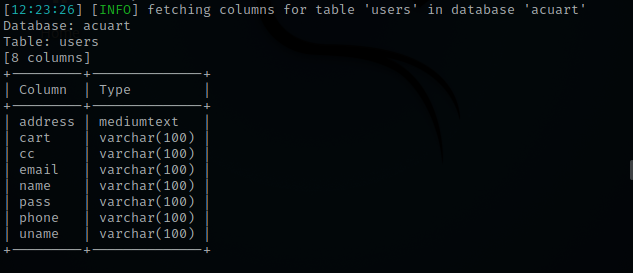 [12:23:26] [INFO] fetching columns for table 'users' in database 'acuart'
Database: acuart
Table: users
[8 columns]
+---------+--------------+
| Column | Type |
+---------+--------------+
| address | mediumtext |
| cart | varchar(100) |
| cc | varchar(100) |
| email | varchar(100) |
| name | varchar(100) |
| pass | varchar(100) |
| phone | varchar(100) |
| uname | varchar(100) |
+---------+--------------+